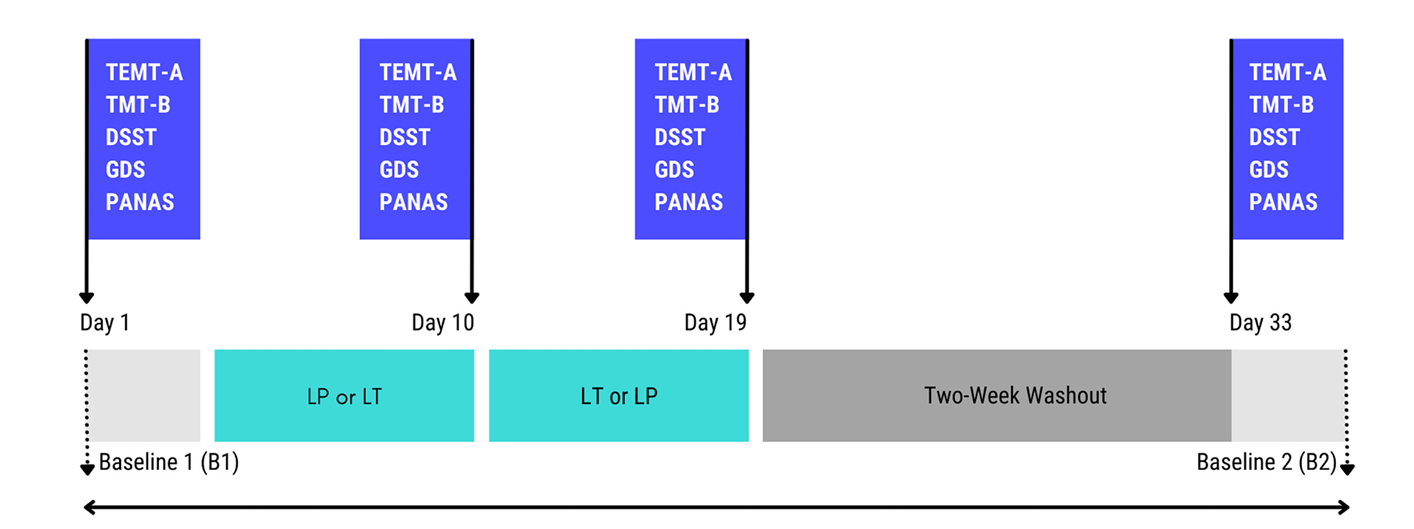 TEMT-A
TMT-B
DSST
GDS
PANAS
TEMT-A
TMT-B
DSST
GDS
PANAS
TEMT-A
TMT-B
DSST
GDS
PANAS
TEMT-A
TMT-B
DSST
GDS
PANAS
Day 1
Day 10
Day 19
Day 33
LP or LT
LT or LP
Two-Week Washout
Baseline 1 (B1)
Baseline 2 (B2)